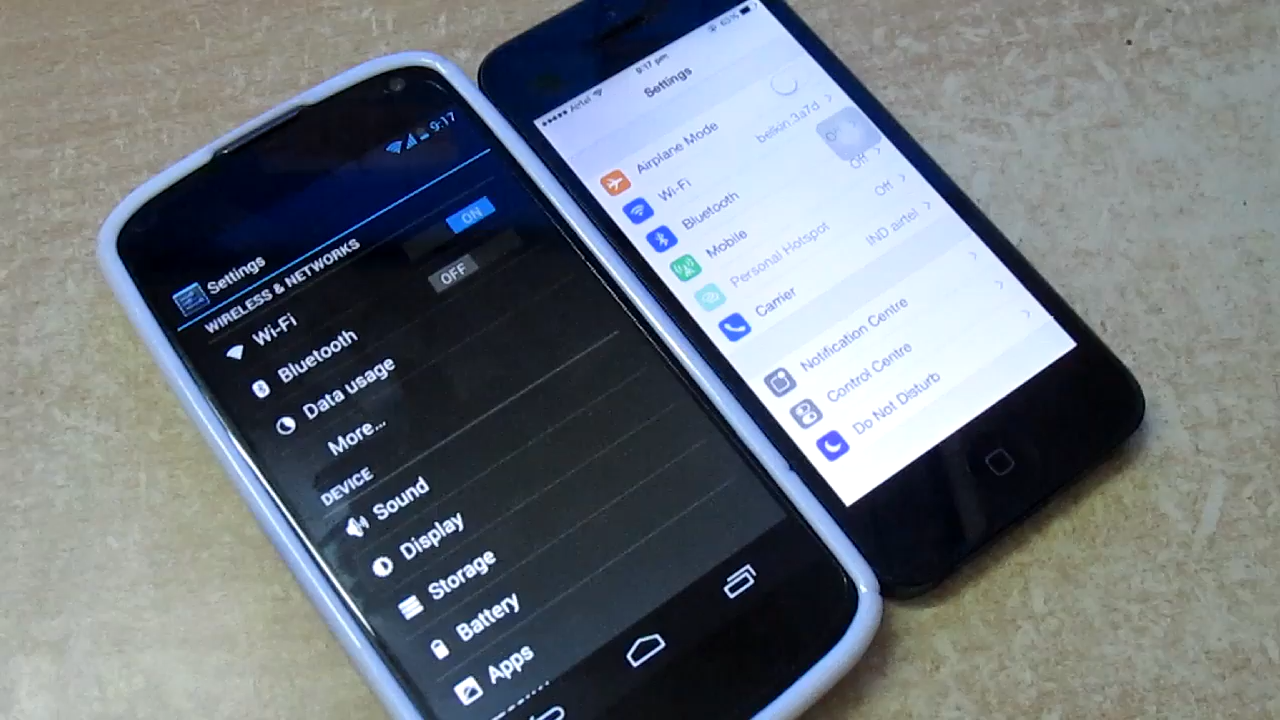 9:17
Settings
WIRELESS & NETWORKS
Wi-Fi ON
Bluetooth OFF
Data usage
More...
DEVICE
Sound
Display
Storage
Battery
Apps
Airtel 9:17 pm 63%
Settings
Airplane Mode
Wi-Fi belkin.3a7d
Bluetooth
Mobile Off
Personal Hotspot Off
Carrier IND airtel
Notification Centre
Control Centre
Do Not Disturb